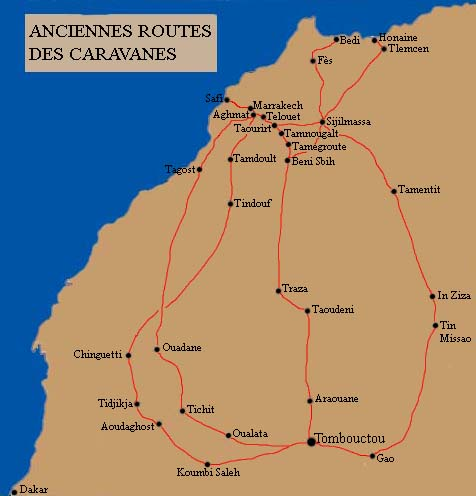 ANCIENNES ROUTES
DES CARAVANES
Bedi
Honaine
Tlemcen
Fès
Safi
Marrakech
Aghmat
Telouet
Sijilmassa
Taourirt
Tamnougalt
Tamegroute
Beni Sbih
Tamdoult
Tagost
Tamentit
Tindouf
Traza
In Ziza
Taoudeni
Tin
Missao
Ouadane
Chinguetti
Tidjikja
Araouane
Tichit
Aoudaghost
Oualata
Tombouctou
Gao
Koumbi Saleh
Dakar